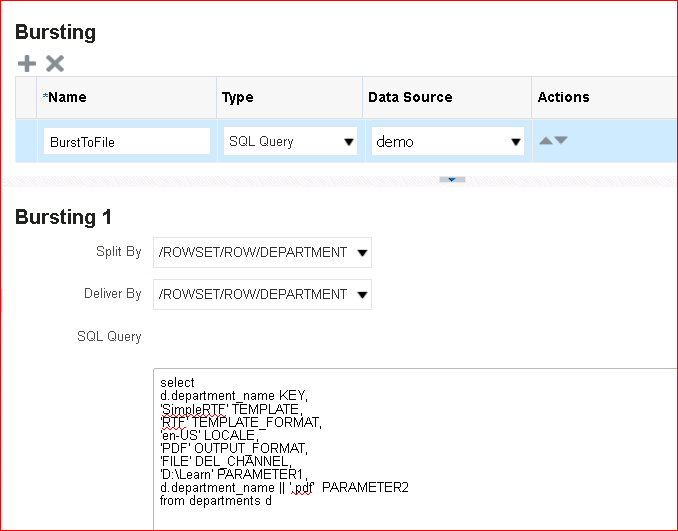 Bursting
*Name Type Data Source Actions
BurstToFile SQL Query demo
Bursting 1
Split By /ROWSET/ROW/DEPARTMENT
Deliver By /ROWSET/ROW/DEPARTMENT
SQL Query
select
d.department_name KEY,
'SimpleRTF' TEMPLATE,
'RTF' TEMPLATE_FORMAT,
'en-US' LOCALE,
'PDF' OUTPUT_FORMAT,
'FILE' DEL_CHANNEL,
'D:\Learn' PARAMETER1,
d.department_name || '.pdf' PARAMETER2
from departments d